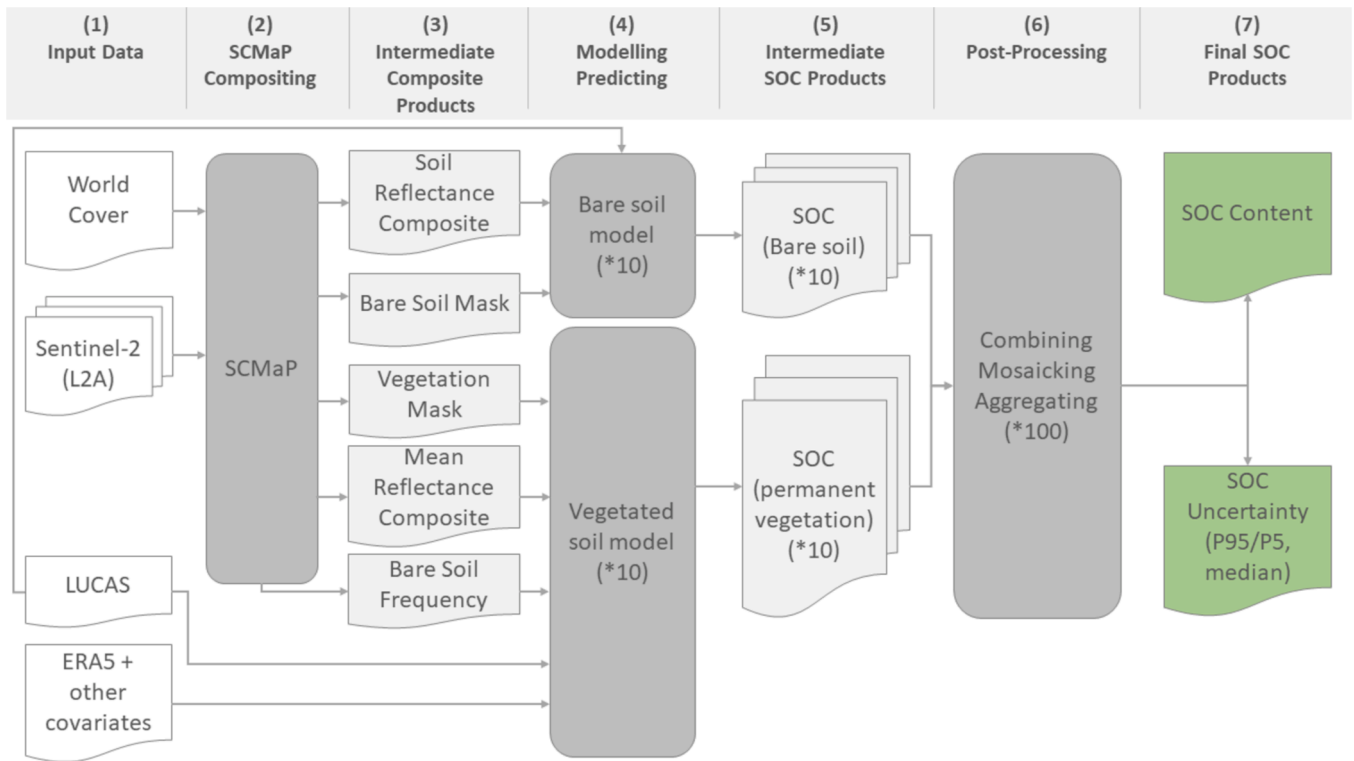 (1)
Input Data
(2)
SCMaP
Compositing
(3)
Intermediate
Composite
Products
(4)
Modelling
Predicting
(5)
Intermediate
SOC Products
(6)
Post-Processing
(7)
Final SOC
Products
World
Cover
Sentinel-2
(L2A)
LUCAS
ERA5 +
other
covariates
SCMaP
Soil
Reflectance
Composite
Bare Soil Mask
Vegetation
Mask
Mean
Reflectance
Composite
Bare Soil
Frequency
Bare soil
model
(*10)
Vegetated
soil model
(*10)
SOC
(Bare soil)
(*10)
SOC
(permanent
vegetation)
(*10)
Combining
Mosaicking
Aggregating
(*100)
SOC Content
SOC
Uncertainty
(P95/P5,
median)